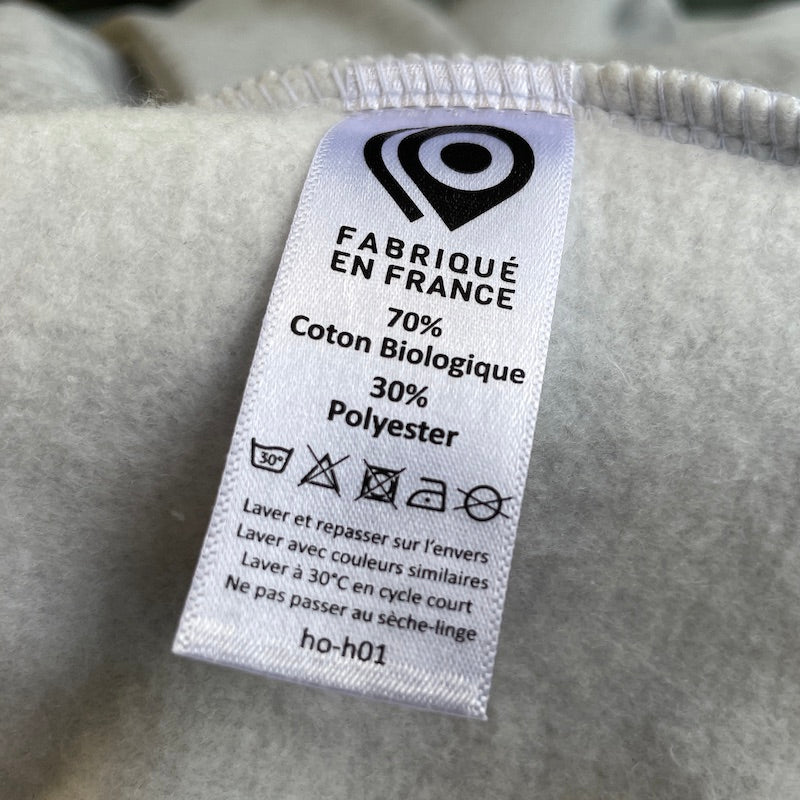 FABRIQUÉ
EN FRANCE
70%
Coton Biologique
30%
Polyester
30°
Laver et repasser sur l'envers
Laver avec couleurs similaires
Laver à 30°C en cycle court
Ne pas passer au sèche-linge
ho-h01